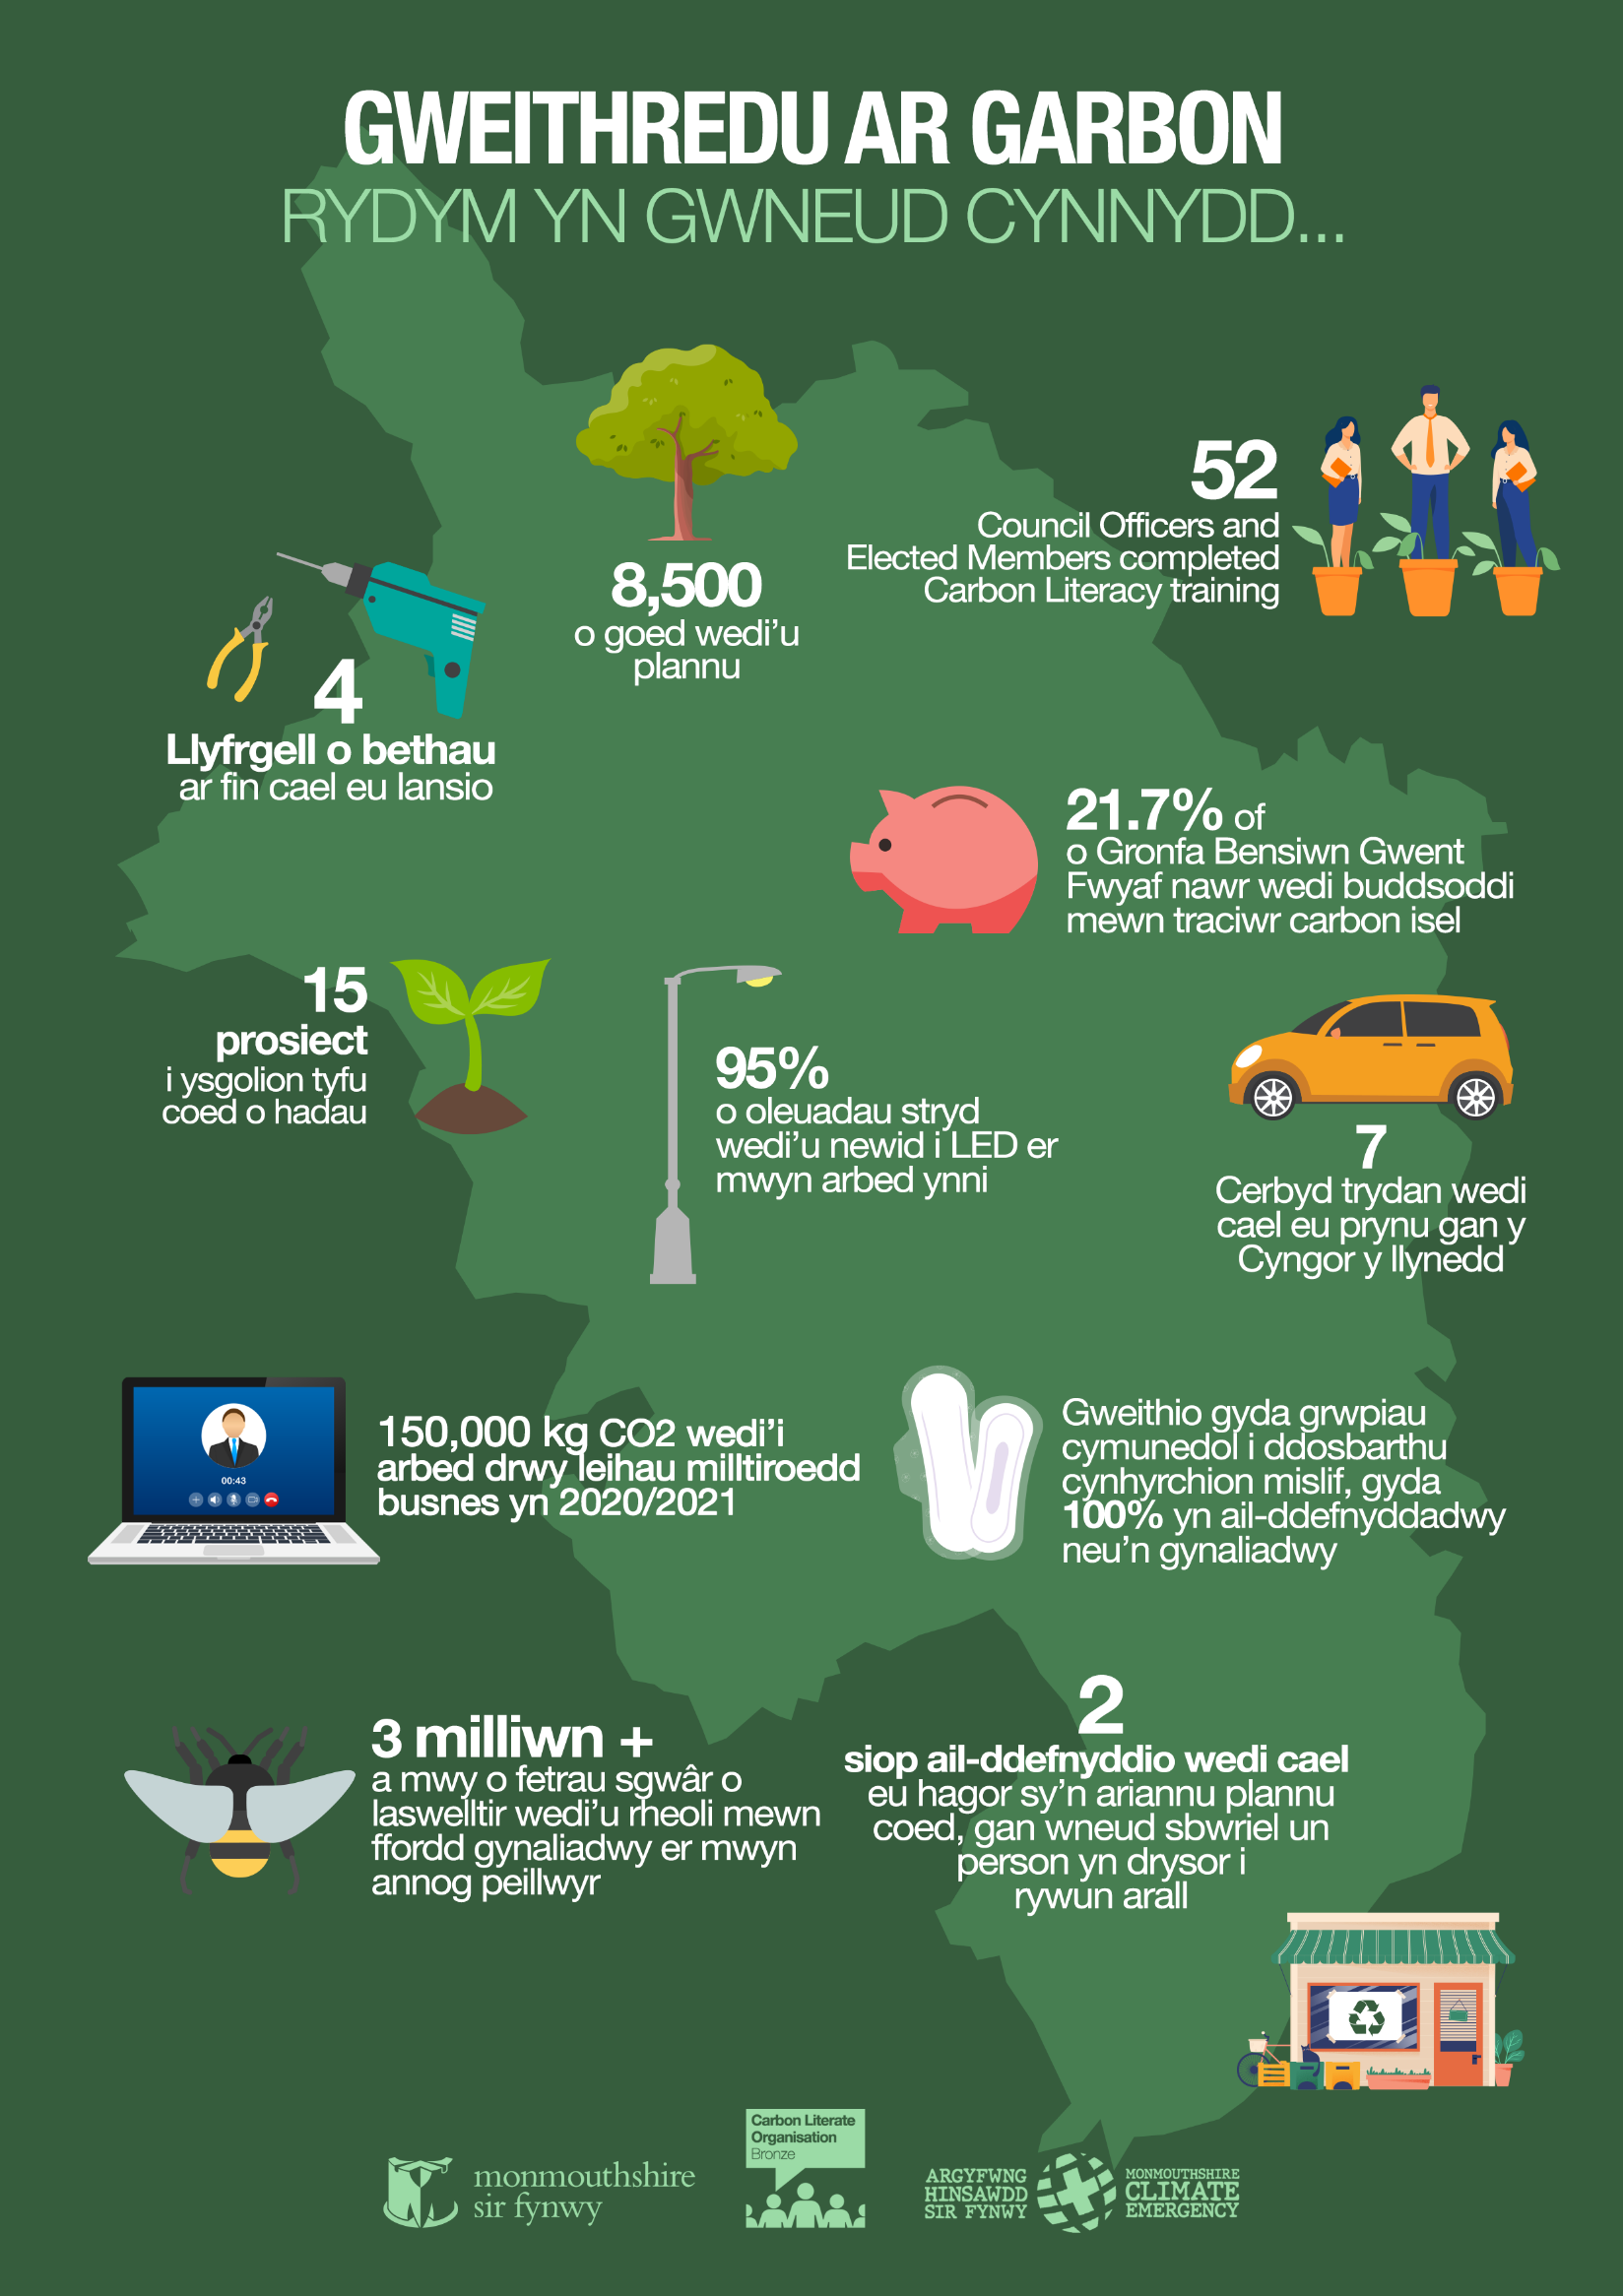 GWEITHREDU AR GARBON
RYDYM YN GWNEUD CYNNYDD...
8,500
o goed wedi’u
plannu
52
Council Officers and
Elected Members completed
Carbon Literacy training
4
Llyfrgell o bethau
ar fin cael eu lansio
21.7% of
o Gronfa Bensiwn Gwent
Fwyaf nawr wedi buddsoddi
mewn traciwr carbon isel
15
prosiect
i ysgolion tyfu
coed o hadau
95%
o oleuadau stryd
wedi’u newid i LED er
mwyn arbed ynni
7
Cerbyd trydan wedi
cael eu prynu gan y
Cyngor y llynedd
00:43
150,000 kg CO2 wedi’i
arbed drwy leihau milltiroedd
busnes yn 2020/2021
Gweithio gyda grwpiau
cymunedol i ddosbarthu
cynhyrchion mislif, gyda
100% yn ail-ddefnyddadwy
neu’n gynaliadwy
3 milliwn +
a mwy o fetrau sgwâr o
laswelltir wedi’u rheoli mewn
ffordd gynaliadwy er mwyn
annog peillwyr
2
siop ail-ddefnyddio wedi cael
eu hagor sy’n ariannu plannu
coed, gan wneud sbwriel un
person yn drysor i
rywun arall
monmouthshire
sir fynwy
Carbon Literate
Organisation
Bronze
ARGYFWNG
HINSAWDD
SIR FYNWY
MONMOUTHSHIRE
CLIMATE
EMERGENCY